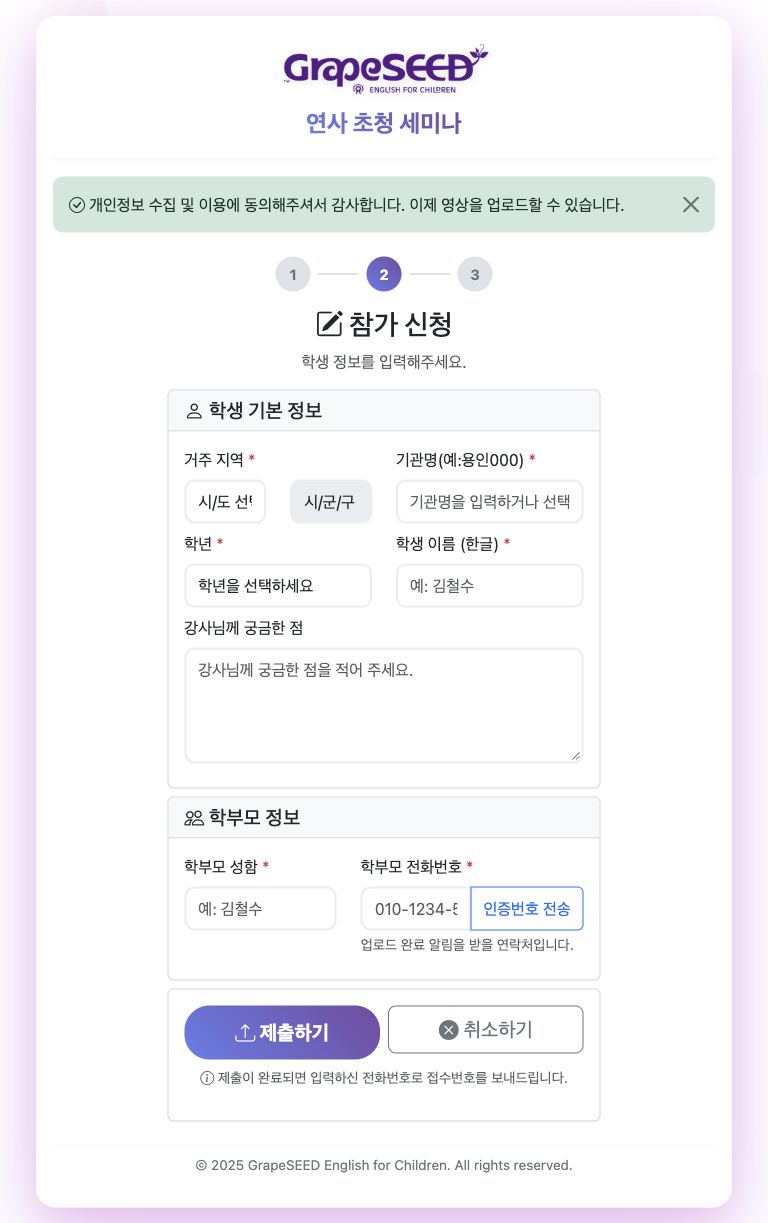 GrapeSEED
™ ENGLISH FOR CHILDREN
연사 초청 세미나
개인정보 수집 및 이용에 동의해주셔서 감사합니다. 이제 영상을 업로드할 수 있습니다.
1 2 3
참가 신청
학생 정보를 입력해주세요.
학생 기본 정보
거주 지역 * 기관명(예:용인000) *
시/도 선택 시/군/구 기관명을 입력하거나 선택
학년 * 학생 이름 (한글) *
학년을 선택하세요 예: 김철수
강사님께 궁금한 점
강사님께 궁금한 점을 적어 주세요.
학부모 정보
학부모 성함 * 학부모 전화번호 *
예: 김철수 010-1234-5 인증번호 전송
업로드 완료 알림을 받을 연락처입니다.
제출하기 취소하기
제출이 완료되면 입력하신 전화번호로 접수번호를 보내드립니다.
© 2025 GrapeSEED English for Children. All rights reserved.